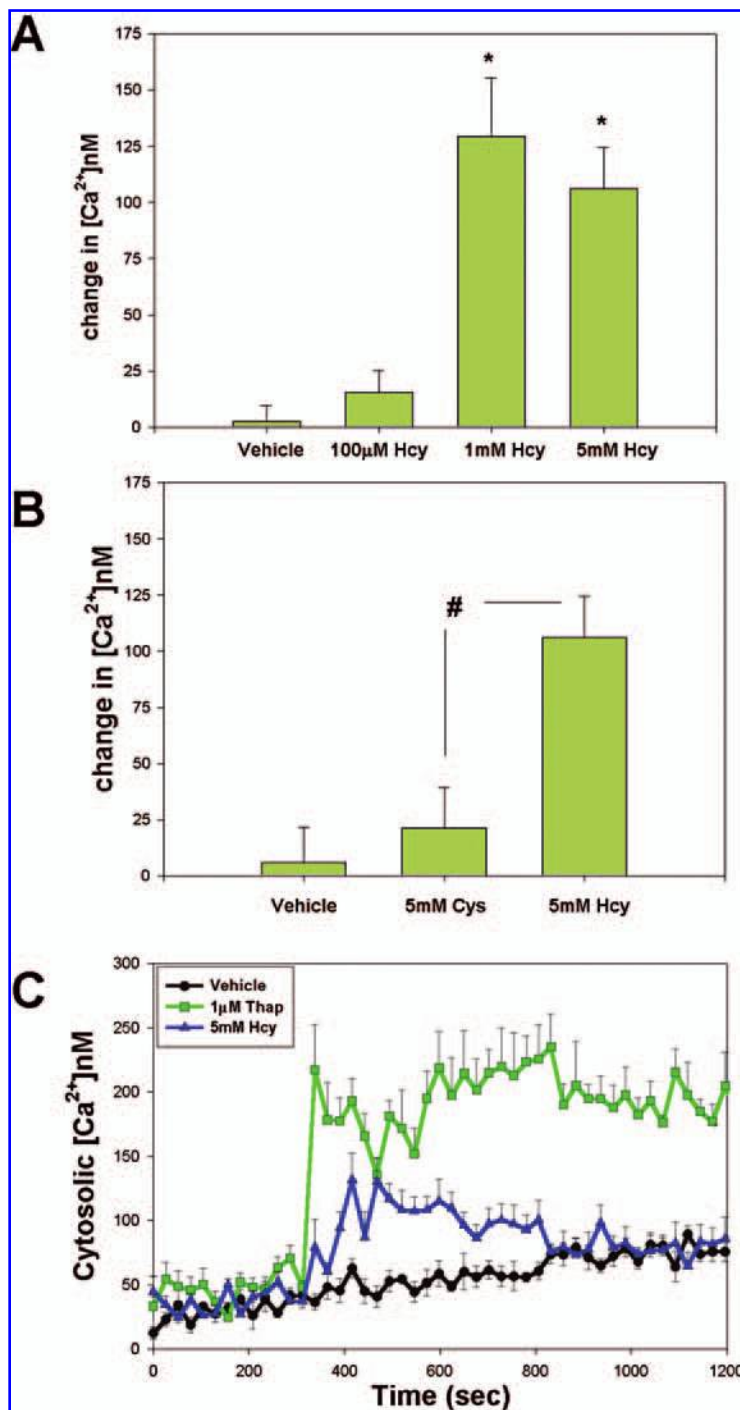 A
175
150
125
100
75
50
25
0
change in [Ca2+]nM
*
*
Vehicle 100μM Hcy 1mM Hcy 5mM Hcy
B
175
150
125
100
75
50
25
0
change in [Ca2+]nM
#
Vehicle 5mM Cys 5mM Hcy
C
300
250
200
150
100
50
0
Cytosolic [Ca2+]nM
Vehicle
1μM Thap
5mM Hcy
0 200 400 600 800 1000 1200
Time (sec)